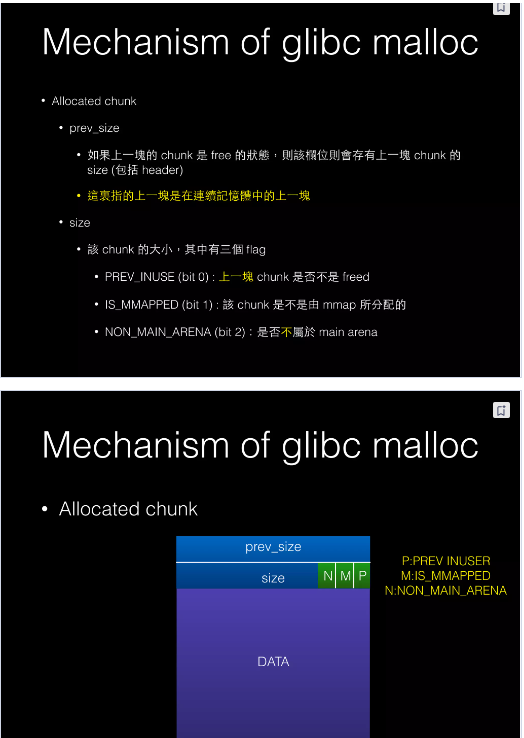 Mechanism of glibc malloc
• Allocated chunk
• prev_size
• 如果上一塊的 chunk 是 free 的狀態，則該欄位則會存有上一塊 chunk 的
size (包括 header)
• 這裏指的上一塊是在連續記憶體中的上一塊
• size
• 該 chunk 的大小，其中有三個 flag
• PREV_INUSE (bit 0) : 上一塊 chunk 是否不是 freed
• IS_MMAPPED (bit 1) : 該 chunk 是不是由 mmap 所分配的
• NON_MAIN_ARENA (bit 2)：是否不屬於 main arena
Mechanism of glibc malloc
• Allocated chunk
prev_size
size N M P
DATA
P:PREV INUSER
M:IS_MMAPPED
N:NON_MAIN_ARENA